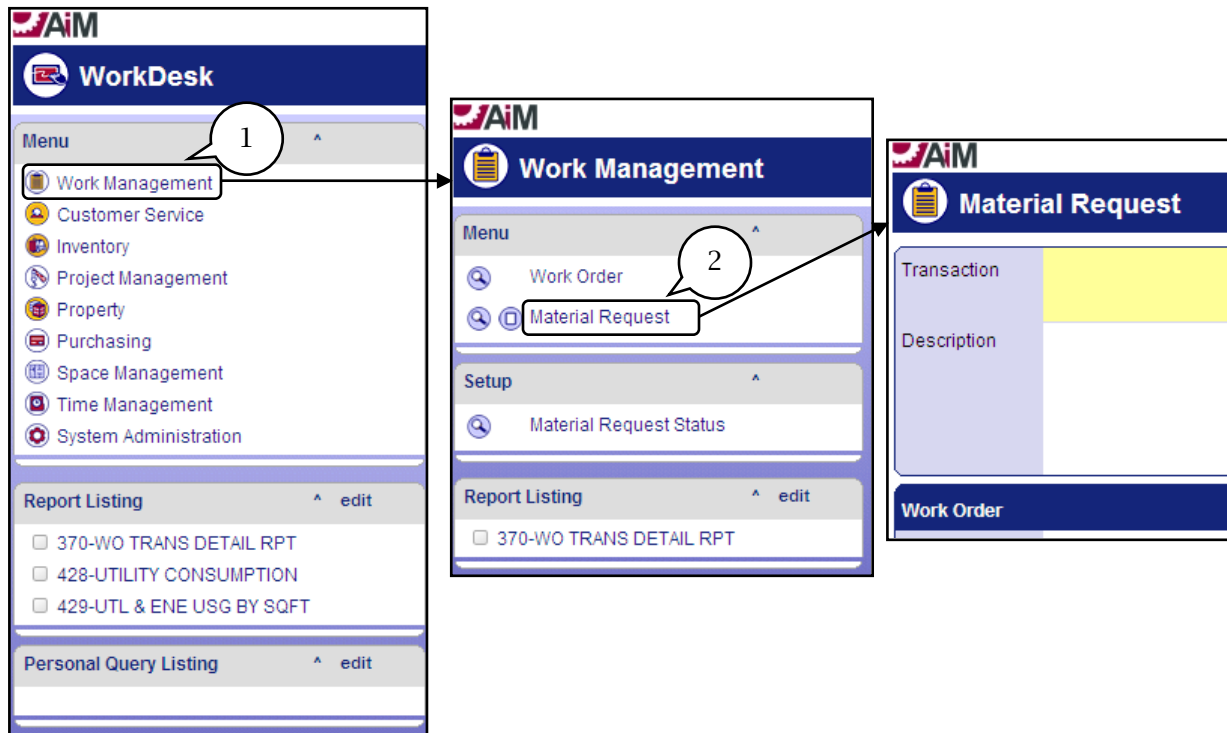 AiM
WorkDesk
Menu ^
1
Work Management
Customer Service
Inventory
Project Management
Property
Purchasing
Space Management
Time Management
System Administration
Report Listing ^ edit
370-WO TRANS DETAIL RPT
428-UTILITY CONSUMPTION
429-UTL & ENE USG BY SQFT
Personal Query Listing ^ edit
AiM
Work Management
Menu ^
2
Work Order
Material Request
Setup ^
Material Request Status
Report Listing ^ edit
370-WO TRANS DETAIL RPT
AiM
Material Request
Transaction
Description
Work Order